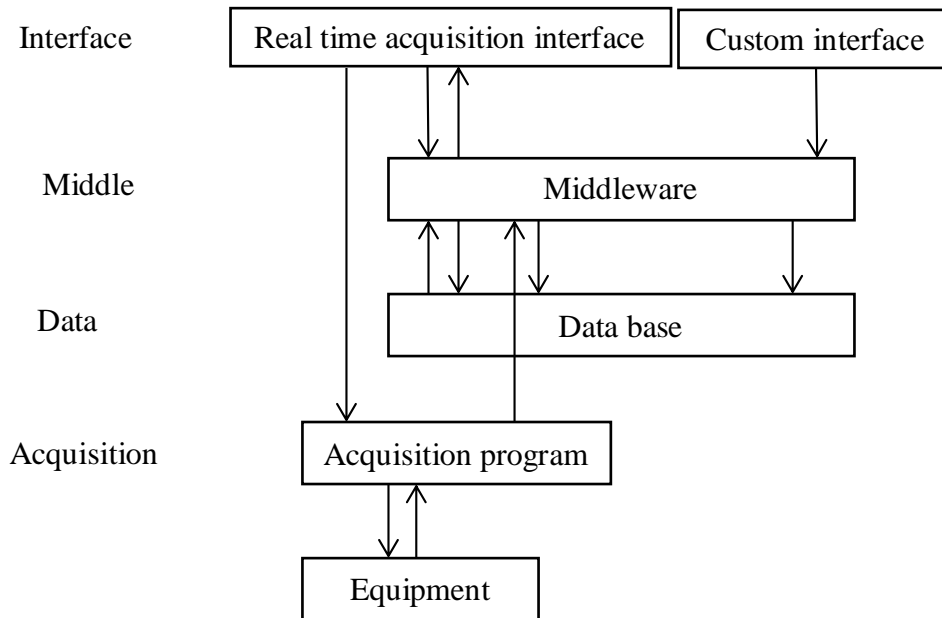 Interface
Real time acquisition interface
Custom interface
Middle
Middleware
Data
Data base
Acquisition
Acquisition program
Equipment